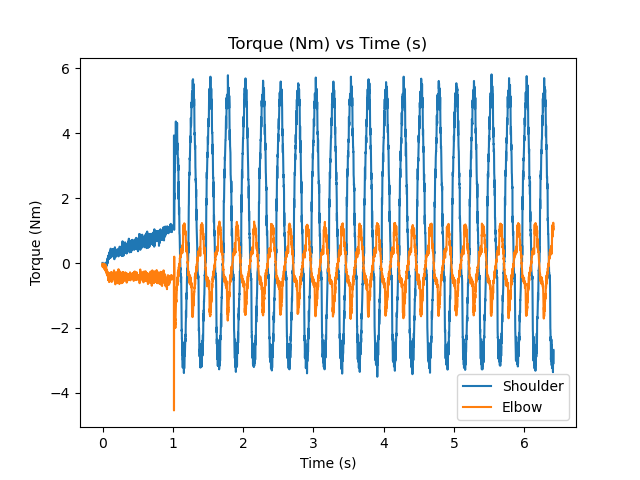 Torque (Nm) vs Time (s)
6
4
2
0
−2
−4
Torque (Nm)
0 1 2 3 4 5 6
Time (s)
Shoulder
Elbow